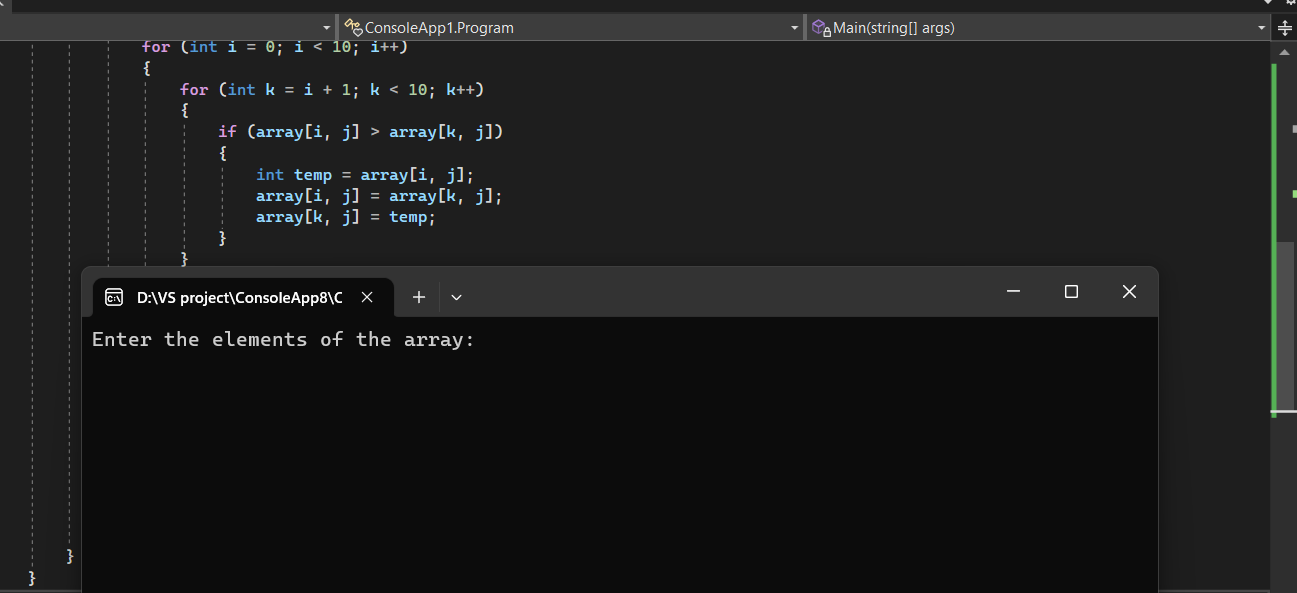 ConsoleApp1.Program
Main(string[] args)
for (int i = 0; i < 10; i++)
{
for (int k = i + 1; k < 10; k++)
{
if (array[i, j] > array[k, j])
{
int temp = array[i, j];
array[i, j] = array[k, j];
array[k, j] = temp;
}
}
D:\VS project\ConsoleApp8\C
Enter the elements of the array:
}
}